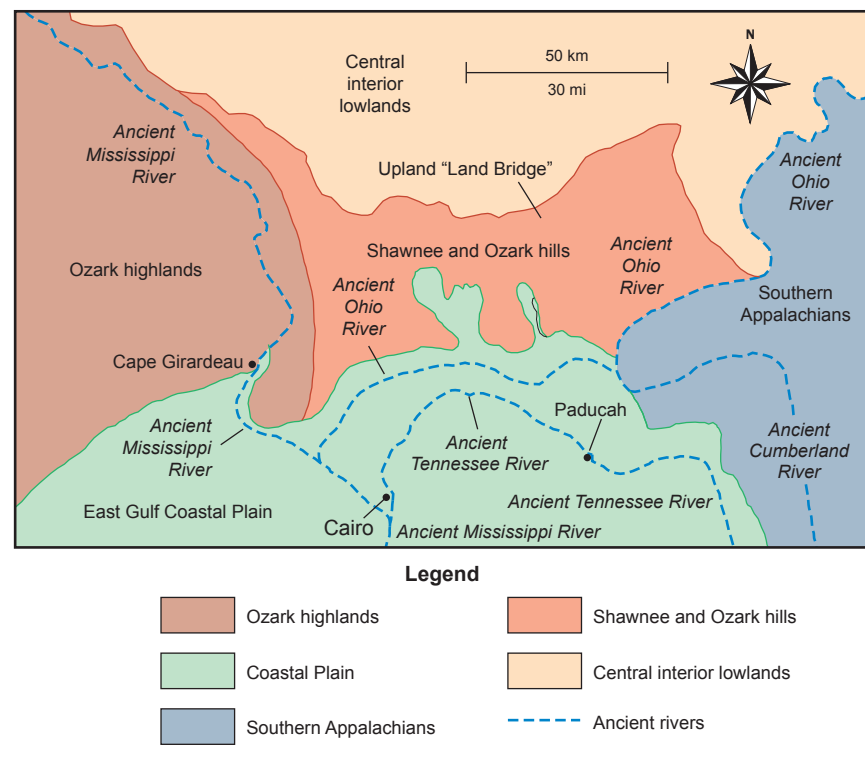 Central
interior
lowlands
50 km
30 mi
N
Ancient
Mississippi
River
Upland “Land Bridge”
Ancient
Ohio
River
Ozark highlands
Shawnee and Ozark hills
Ancient
Ohio
River
Ancient
Ohio
River
Southern
Appalachians
Cape Girardeau
Ancient
Mississippi
River
Paducah
Ancient
Tennessee River
Ancient
Cumberland
River
East Gulf Coastal Plain
Cairo
Ancient Tennessee River
Ancient Mississippi River
Legend
Ozark highlands
Shawnee and Ozark hills
Coastal Plain
Central interior lowlands
Southern Appalachians
Ancient rivers